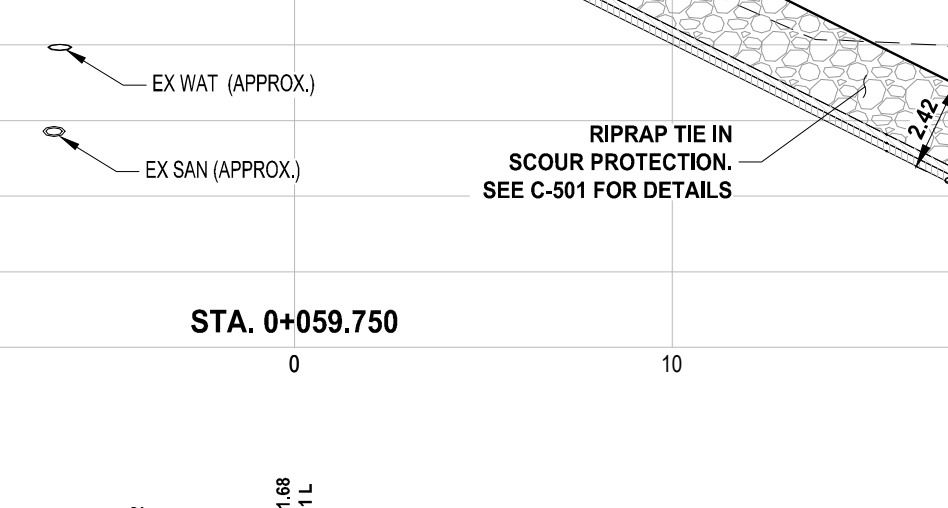 EX WAT (APPROX.)
EX SAN (APPROX.)
RIPRAP TIE IN
SCOUR PROTECTION.
SEE C-501 FOR DETAILS
2.42
STA. 0+059.750
0
10
1.68
1 L